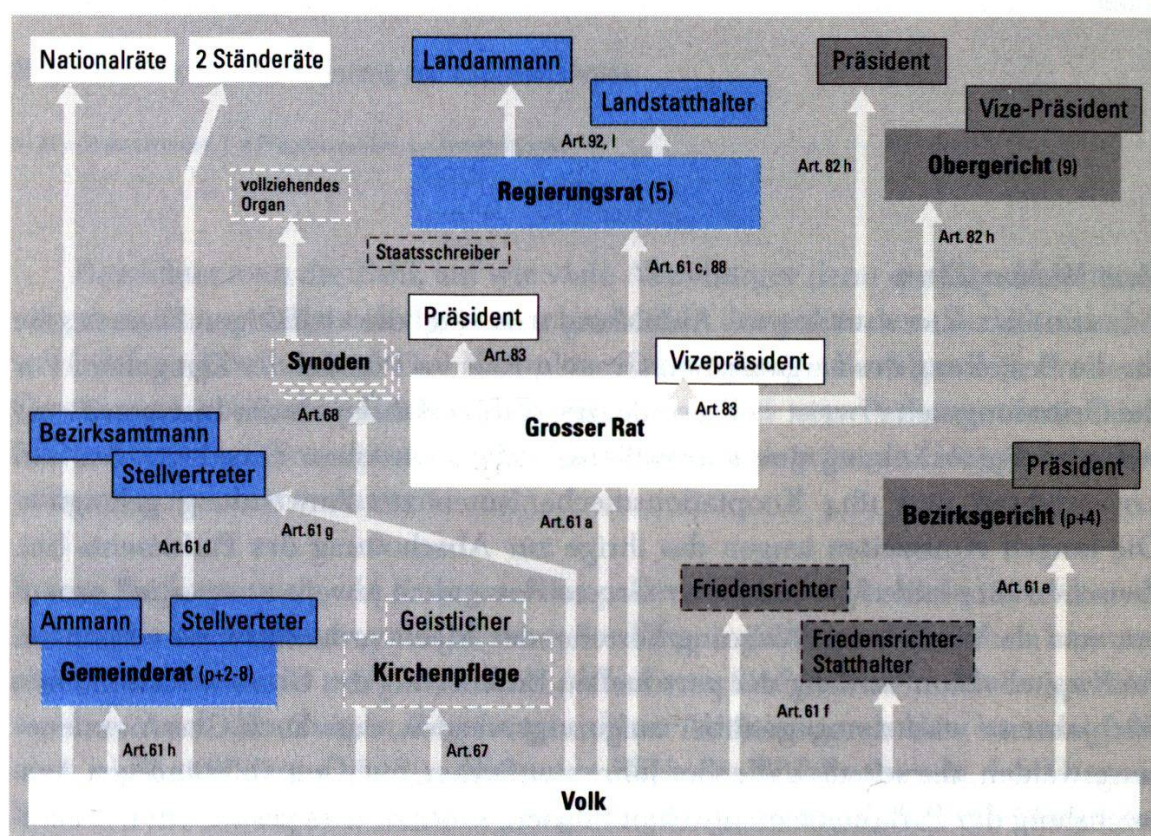 Nationalräte
2 Ständeräte
Landammann
Präsident
Landstatthalter
Vize-Präsident
Art. 92, I
Obergericht (9)
Art. 82 h
vollziehendes
Organ
Regierungsrat (5)
Staatsschreiber
Art. 82 h
Art. 61 c, 88
Präsident
Art. 83
Vizepräsident
Synoden
Art. 83
Art. 68
Grosser Rat
Bezirksamtmann
Stellvertreter
Präsident
Bezirksgericht (p+4)
Art. 61 g
Art. 61 a
Art. 61 d
Friedensrichter
Art. 61 e
Ammann
Stellverteter
Geistlicher
Friedensrichter-
Statthalter
Gemeinderat (p+2-8)
Kirchenpflege
Art. 61 f
Art. 61 h
Art. 67
Volk